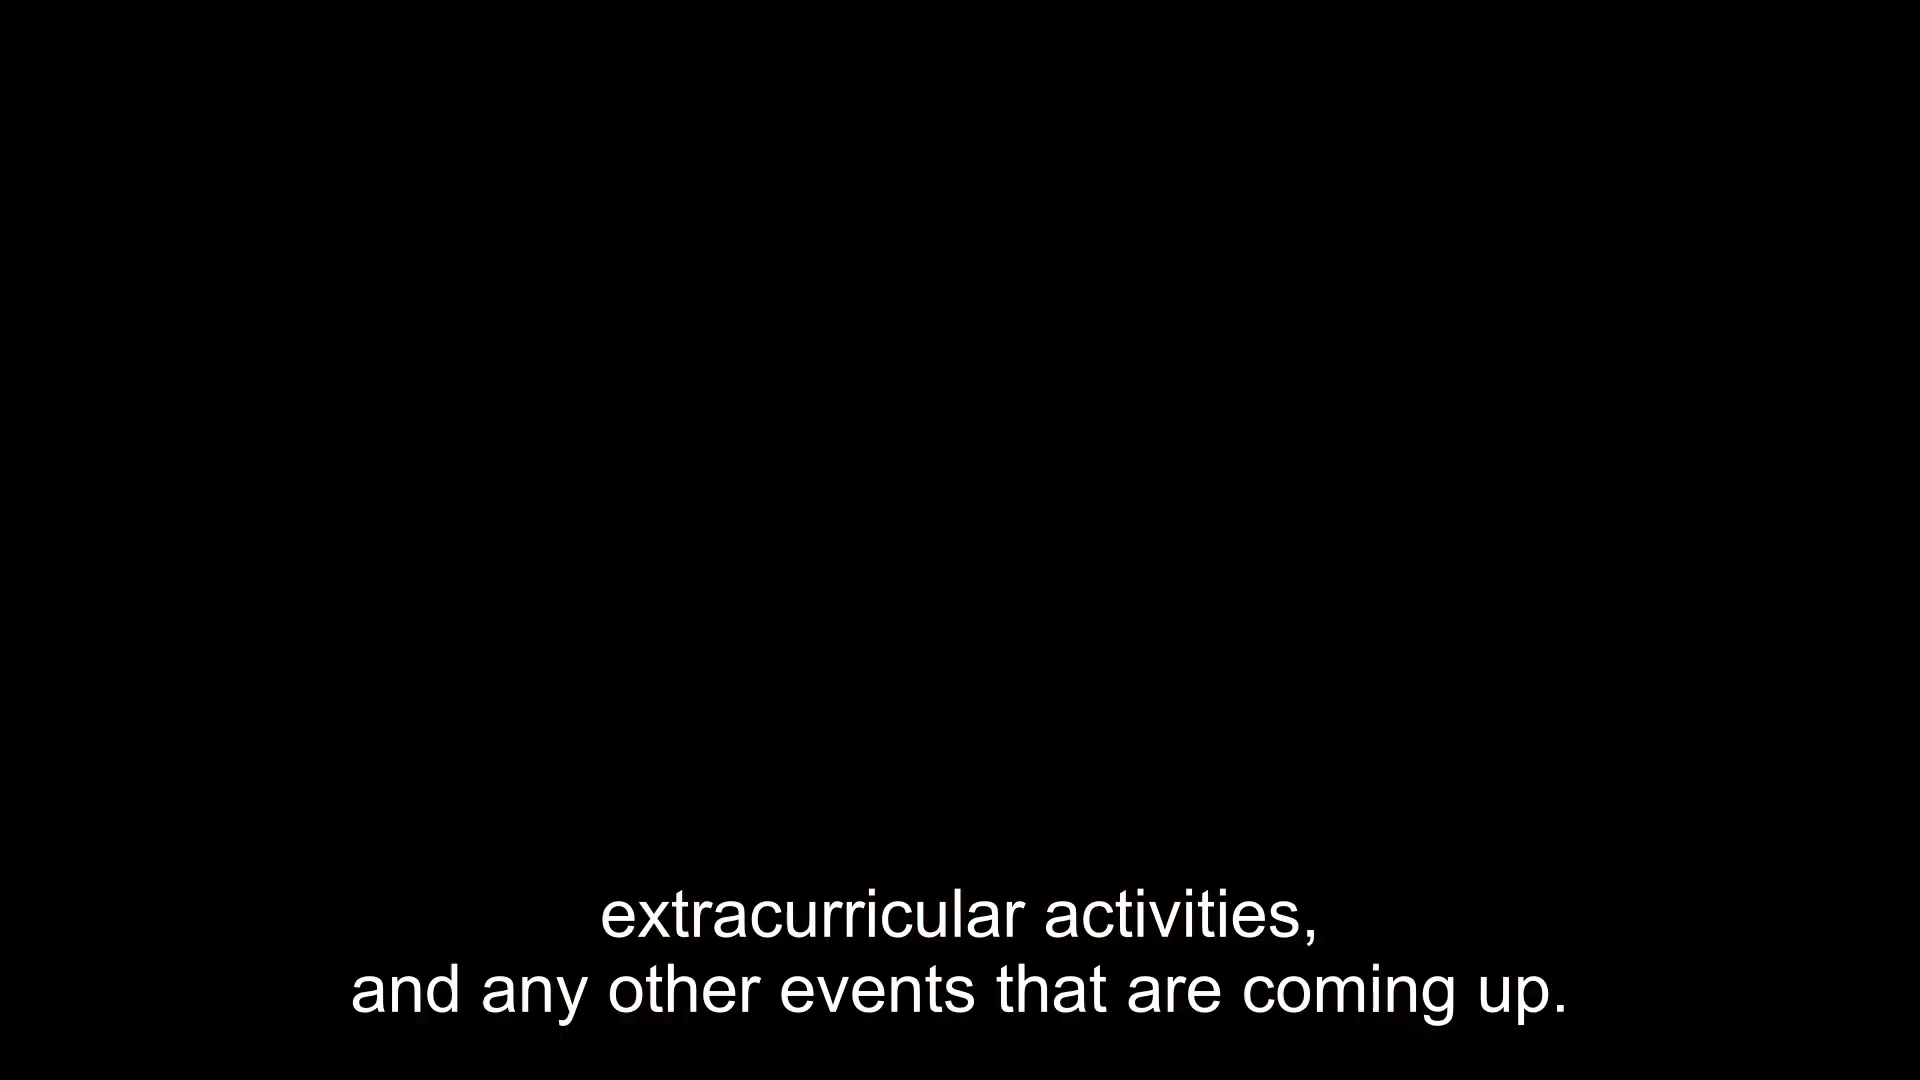 extracurricular activities,
and any other events that are coming up.